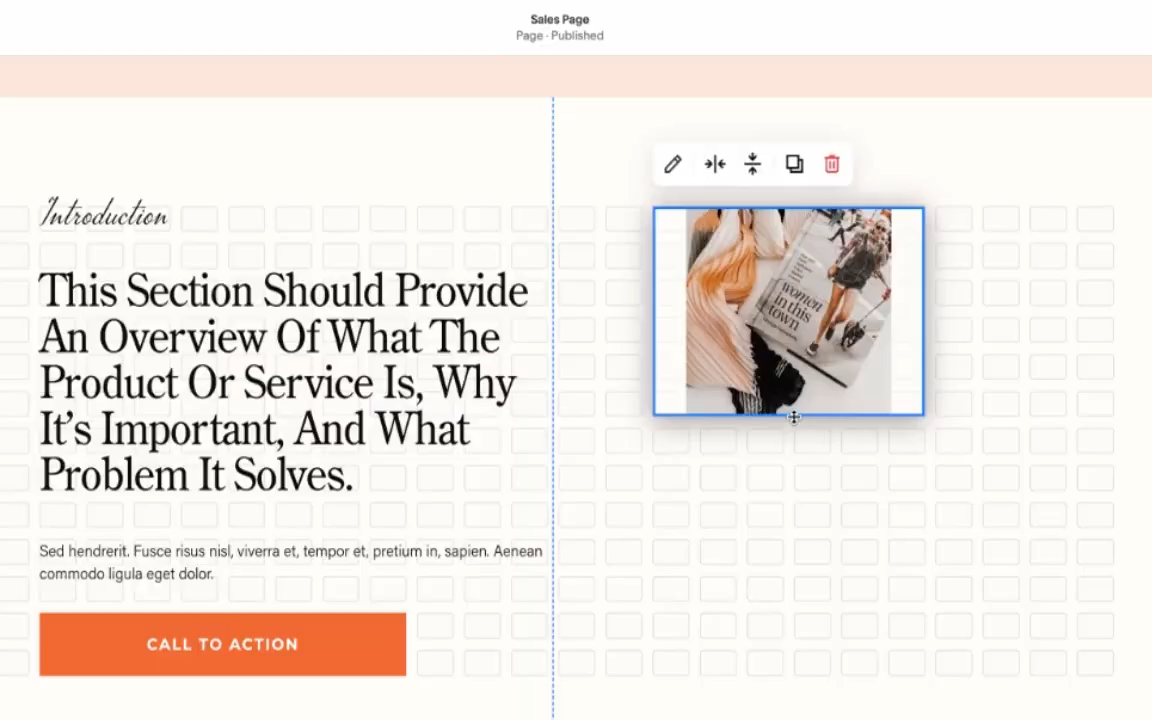 Sales Page
Page · Published
Introduction
This Section Should Provide
An Overview Of What The
Product Or Service Is, Why
It's Important, And What
Problem It Solves.
Sed hendrerit. Fusce risus nisl, viverra et, tempor et, pretium in, sapien. Aenean
commodo ligula eget dolor.
CALL TO ACTION
women
in this
town